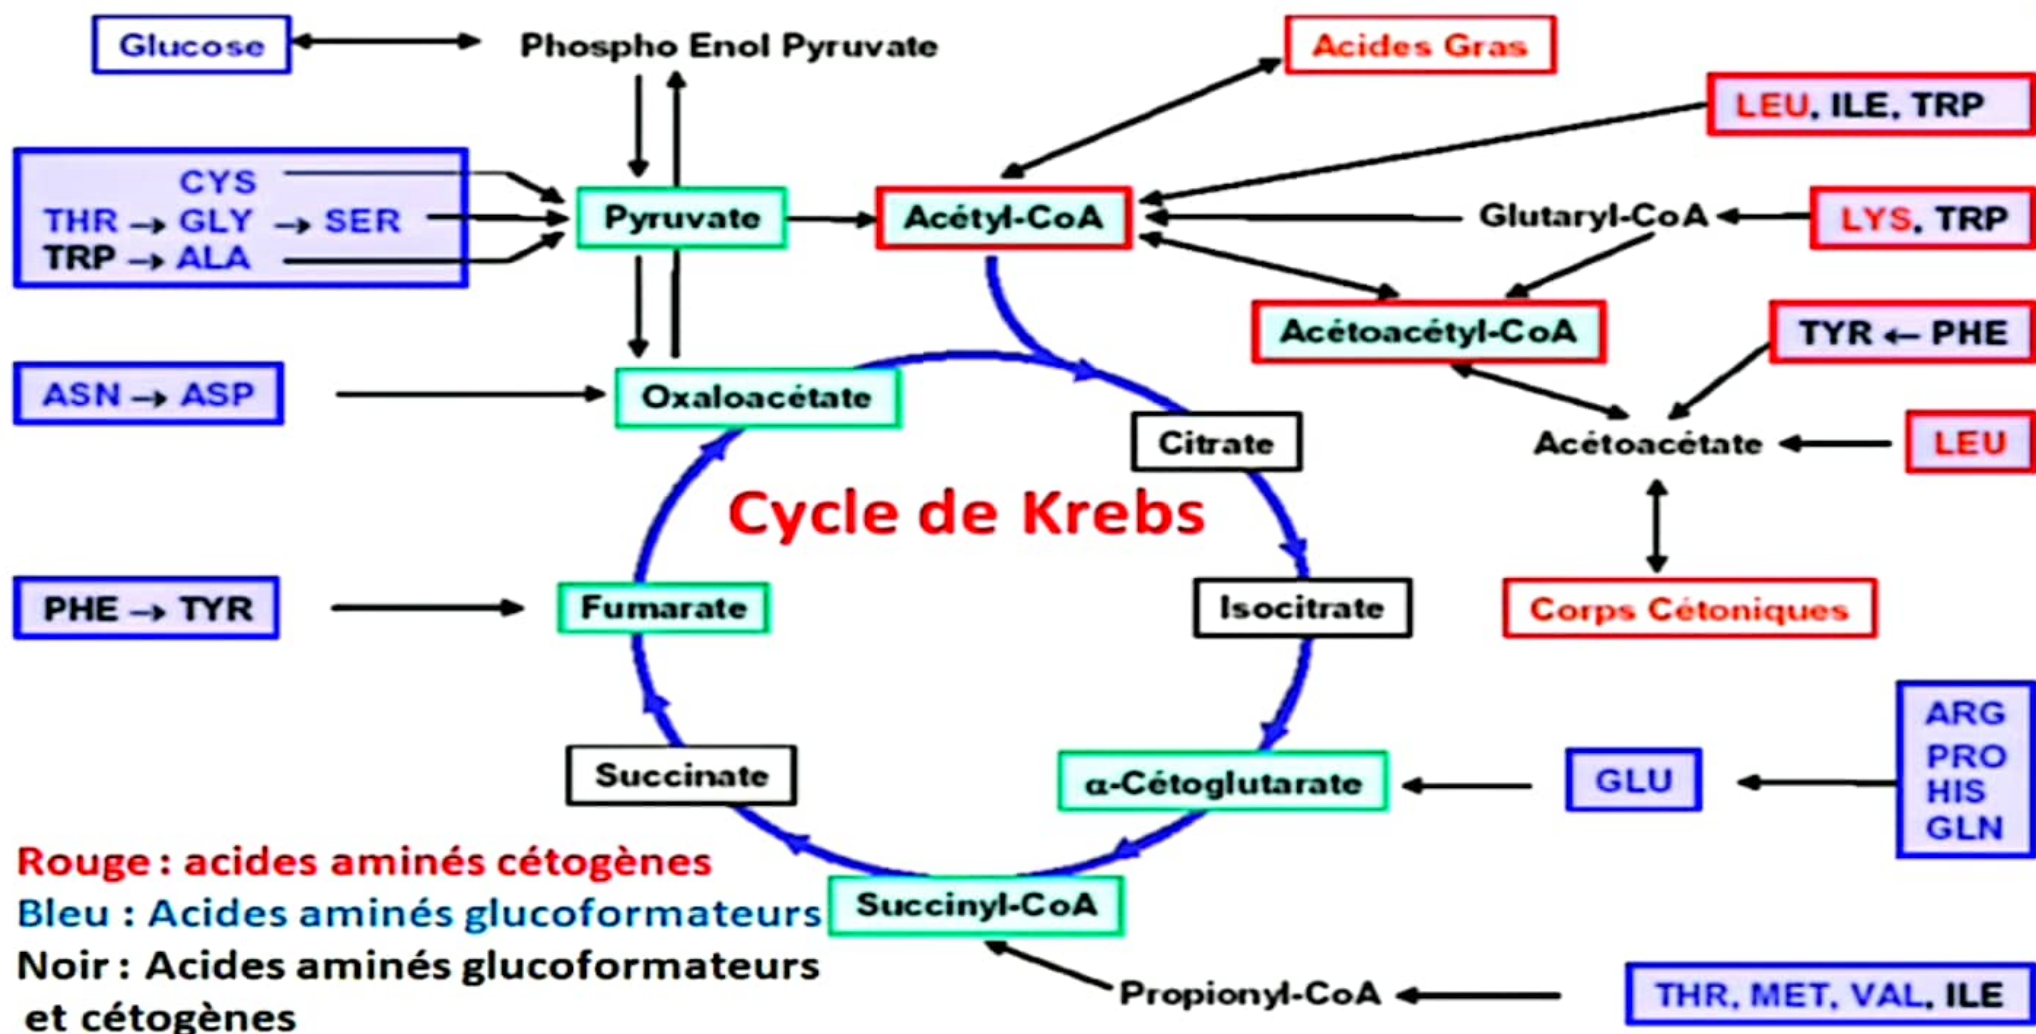 Glucose
Phospho Enol Pyruvate
Acides Gras
LEU, ILE, TRP
CYS
THR → GLY → SER
TRP → ALA
Pyruvate
Acétyl-CoA
Glutaryl-CoA
LYS, TRP
Acétoacétyl-CoA
TYR ← PHE
ASN → ASP
Oxaloacétate
Citrate
Acétoacétate
LEU
Cycle de Krebs
PHE → TYR
Fumarate
Isocitrate
Corps Cétoniques
Succinate
α-Cétoglutarate
GLU
ARG
PRO
HIS
GLN
Succinyl-CoA
Propionyl-CoA
THR, MET, VAL, ILE
Rouge : acides aminés cétogènes
Bleu : Acides aminés glucoformateurs
Noir : Acides aminés glucoformateurs
et cétogènes